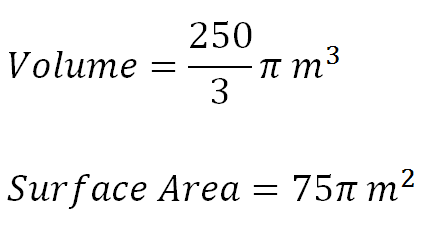 Volume = 250/3 π m³
Surface Area = 75π m²